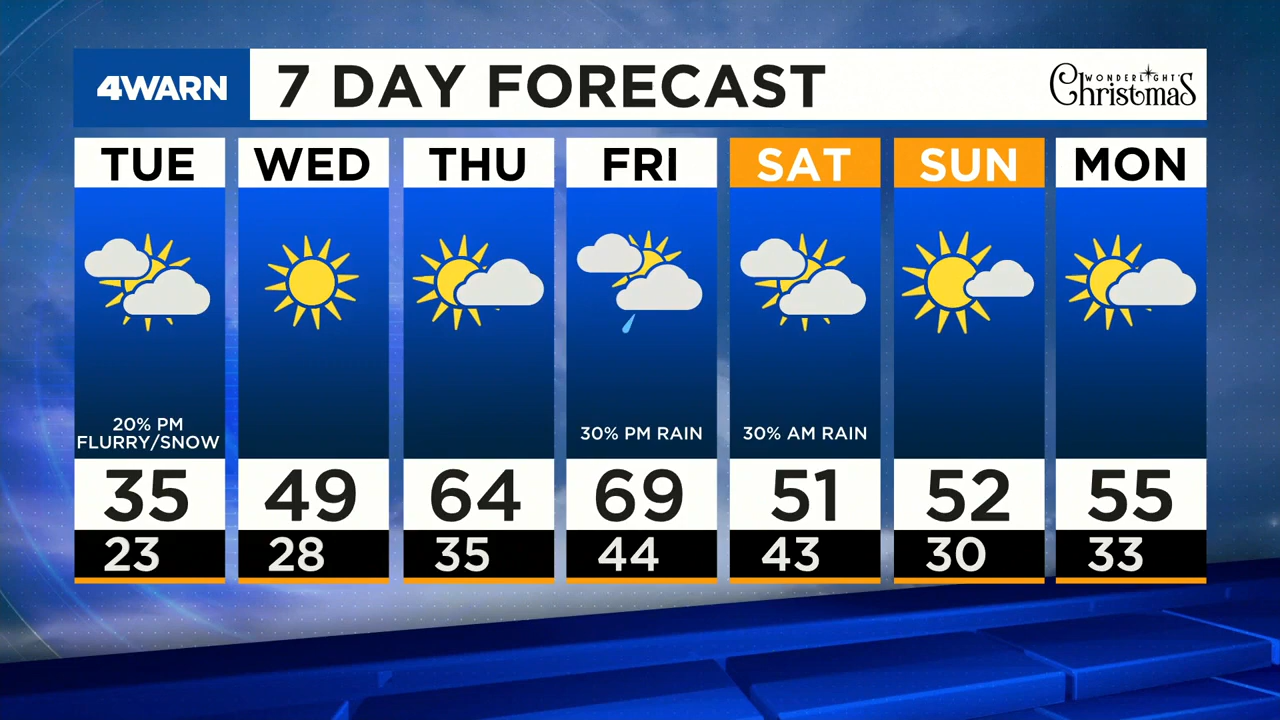 4WARN
7 DAY FORECAST
WONDERLIGHT'S
Christmas
TUE WED THU FRI SAT SUN MON
20% PM
FLURRY/SNOW
30% PM RAIN
30% AM RAIN
35 49 64 69 51 52 55
23 28 35 44 43 30 33